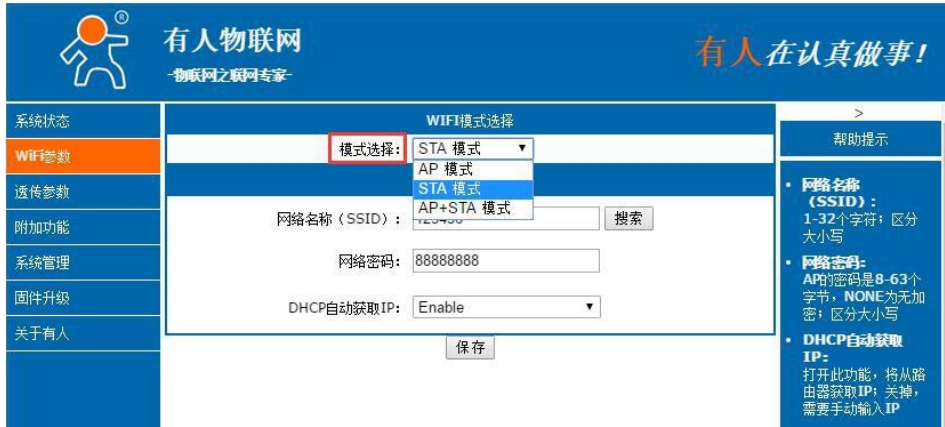 ®
有人物联网
-物联网之联网专家-
有人在认真做事!
系统状态
WiFi参数
透传参数
附加功能
系统管理
固件升级
关于有人
WIFI模式选择
模式选择: STA 模式
AP 模式
STA 模式
AP+STA 模式
网络名称（SSID）: 搜索
网络密码: 88888888
DHCP自动获取IP: Enable
保存
>
帮助提示
• 网络名称
（SSID）:
1-32个字符；区分
大小写
• 网络密码:
AP的密码是8-63个
字节，NONE为无加
密；区分大小写
• DHCP自动获取
IP:
打开此功能，将从路
由器获取IP；关掉，
需要手动输入IP